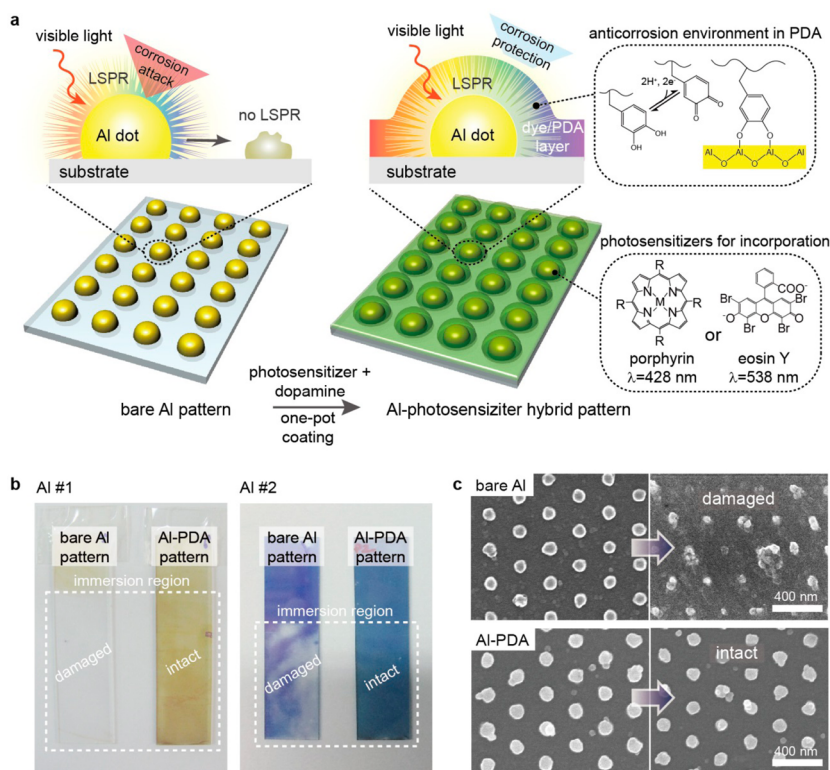 a
visible light
corrosion
attack
LSPR
no LSPR
Al dot
substrate
visible light
corrosion
protection
LSPR
Al dot
dye/PDA
layer
substrate
anticorrosion environment in PDA
2H⁺, 2e⁻
OH
OH
O
O
O
O
Al
Al
Al
Al
O
O
O
bare Al pattern
photosensitizer +
dopamine
one-pot
coating
Al-photosensiziter hybrid pattern
photosensitizers for incorporation
R
R
R
R
N
N
N
N
M
porphyrin
λ=428 nm
or
COO⁻
Br
Br
⁻O
O
O
Br
Br
eosin Y
λ=538 nm
b
Al #1
bare Al
pattern
Al-PDA
pattern
immersion region
damaged
intact
Al #2
bare Al
pattern
Al-PDA
pattern
immersion region
damaged
intact
c
bare Al
damaged
400 nm
Al-PDA
intact
400 nm